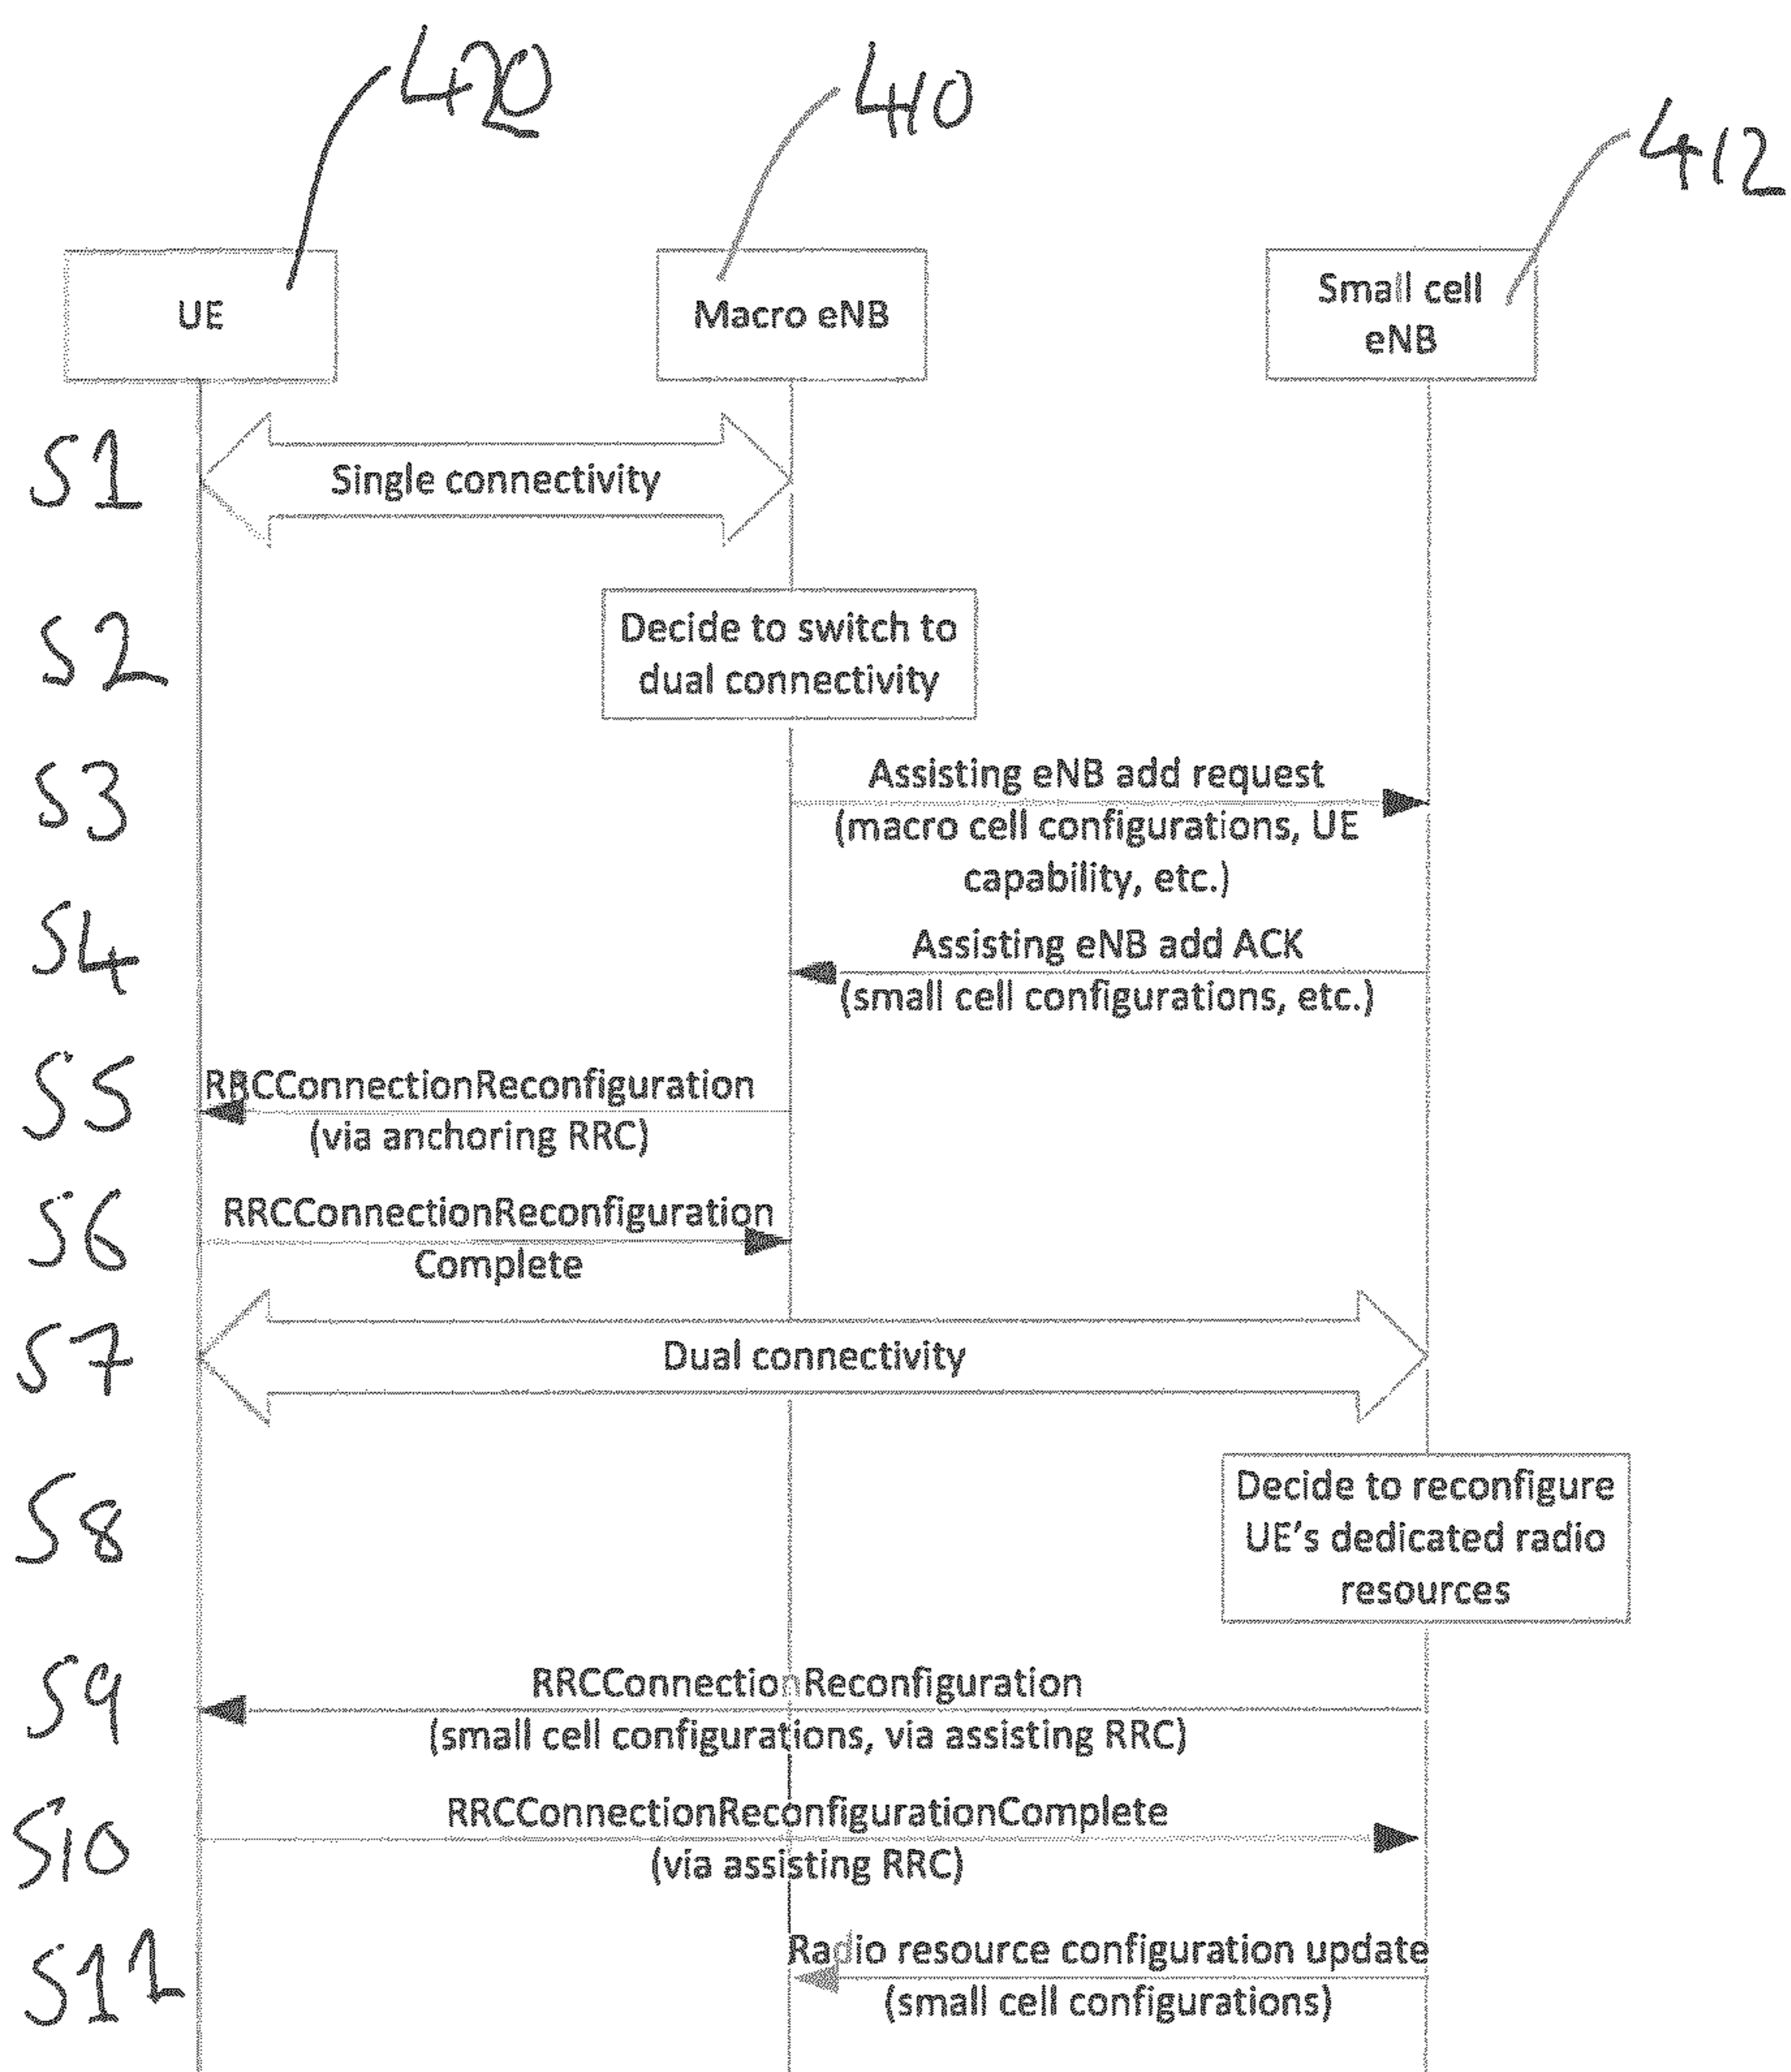 420
410
412
UE
Macro eNB
Small cell
eNB
S1
Single connectivity
S2
Decide to switch to
dual connectivity
S3
Assisting eNB add request
(macro cell configurations, UE
capability, etc.)
S4
Assisting eNB add ACK
(small cell configurations, etc.)
S5
RRCConnectionReconfiguration
(via anchoring RRC)
S6
RRCConnectionReconfiguration
Complete
S7
Dual connectivity
S8
Decide to reconfigure
UE's dedicated radio
resources
S9
RRCConnectionReconfiguration
(small cell configurations, via assisting RRC)
S10
RRCConnectionReconfigurationComplete
(via assisting RRC)
S11
Radio resource configuration update
(small cell configurations)